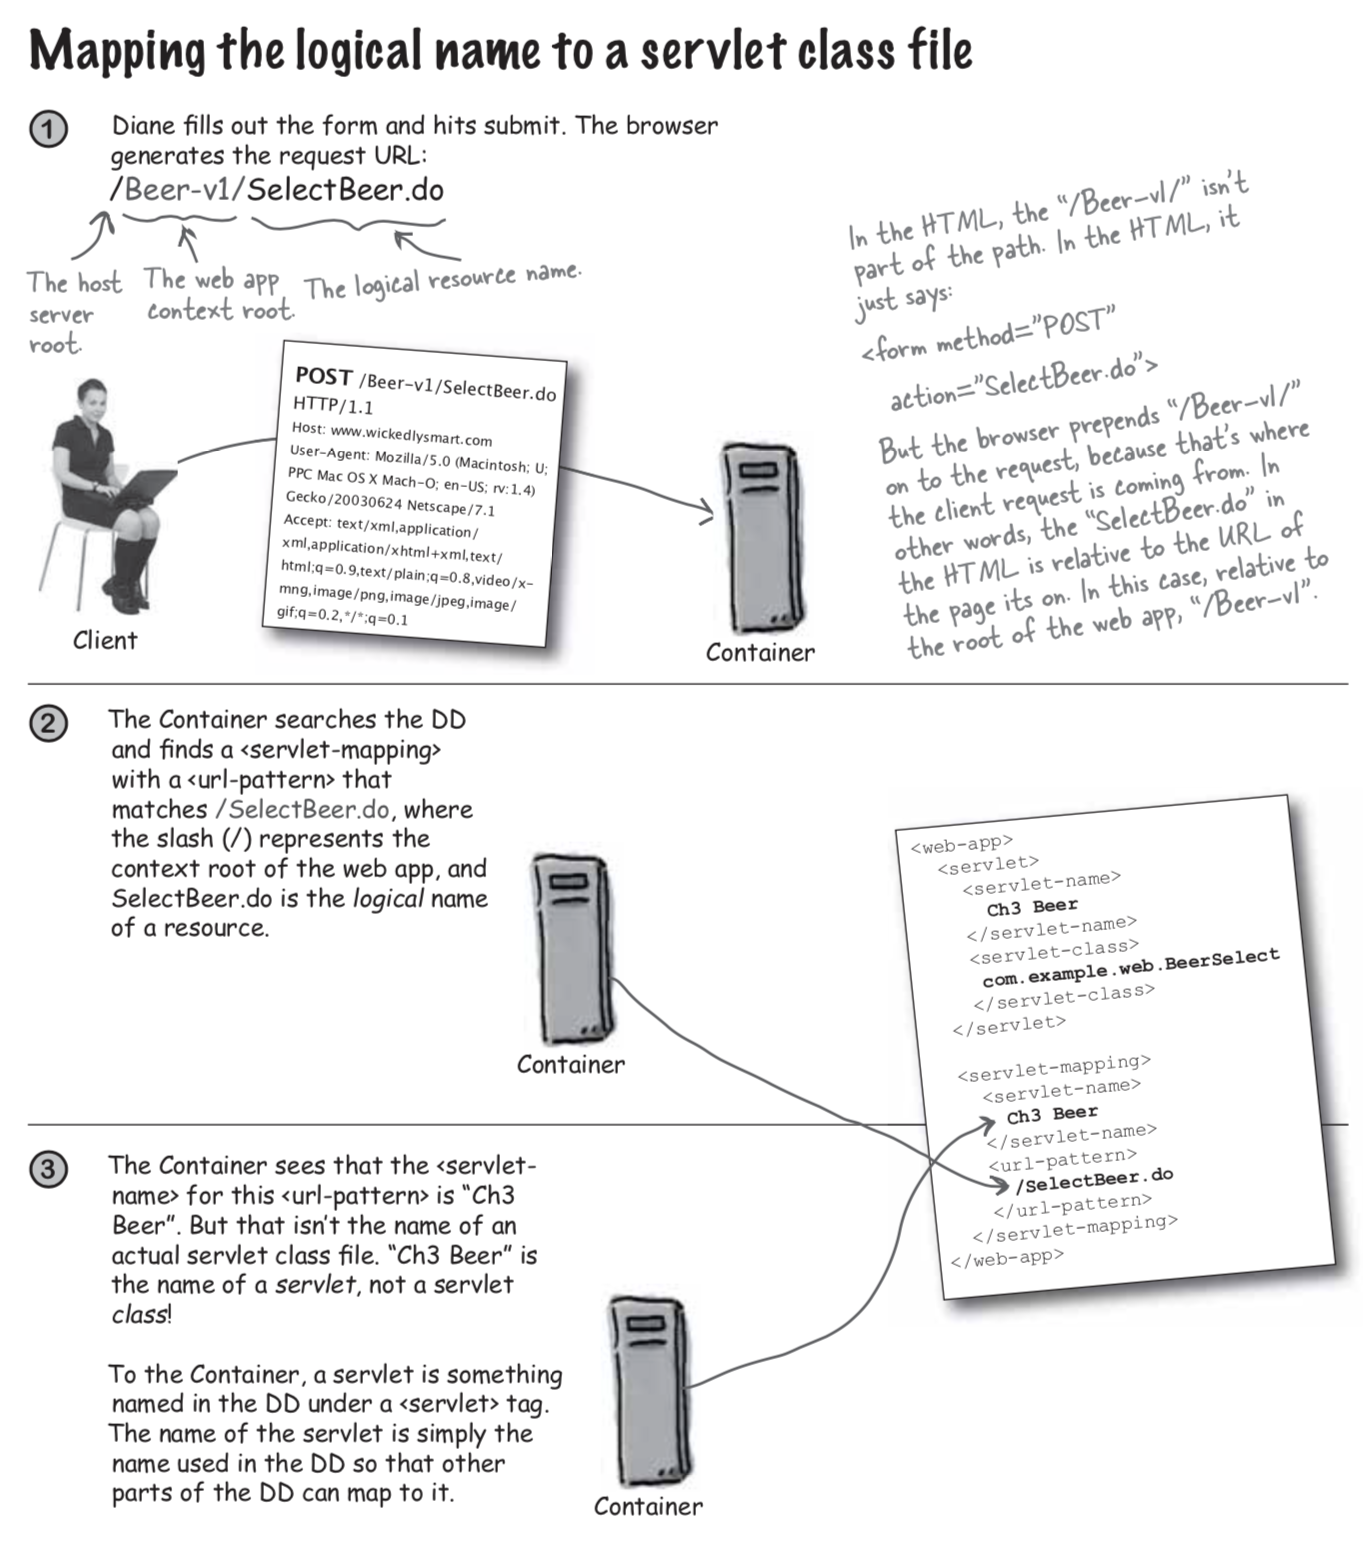 Mapping the logical name to a servlet class file
1
Diane fills out the form and hits submit. The browser
generates the request URL:
/Beer-v1/SelectBeer.do
The host
server
root.
The web app
context root.
The logical resource name.
In the HTML, the “/Beer-v1/” isn't
part of the path. In the HTML, it
just says:
<form method=”POST”
action=”SelectBeer.do”>
But the browser prepends “/Beer-v1/”
on to the request, because that's where
the client request is coming from. In
other words, the “SelectBeer.do” in
the HTML is relative to the URL of
the page its on. In this case, relative to
the root of the web app, “/Beer-v1”.
POST /Beer-v1/SelectBeer.do
HTTP/1.1
Host: www.wickedlysmart.com
User-Agent: Mozilla/5.0 (Macintosh; U;
PPC Mac OS X Mach-O; en-US; rv:1.4)
Gecko/20030624 Netscape/7.1
Accept: text/xml,application/
xml,application/xhtml+xml,text/
html;q=0.9,text/plain;q=0.8,video/x-
mng,image/png,image/jpeg,image/
gif;q=0.2,*/*;q=0.1
Client
Container
2
The Container searches the DD
and finds a <servlet-mapping>
with a <url-pattern> that
matches /SelectBeer.do, where
the slash (/) represents the
context root of the web app, and
SelectBeer.do is the logical name
of a resource.
Container
<web-app>
<servlet>
<servlet-name>
Ch3 Beer
</servlet-name>
<servlet-class>
com.example.web.BeerSelect
</servlet-class>
</servlet>
<servlet-mapping>
<servlet-name>
Ch3 Beer
</servlet-name>
<url-pattern>
/SelectBeer.do
</url-pattern>
</servlet-mapping>
</web-app>
3
The Container sees that the <servlet-
name> for this <url-pattern> is “Ch3
Beer”. But that isn't the name of an
actual servlet class file. “Ch3 Beer” is
the name of a servlet, not a servlet
class!
To the Container, a servlet is something
named in the DD under a <servlet> tag.
The name of the servlet is simply the
name used in the DD so that other
parts of the DD can map to it.
Container